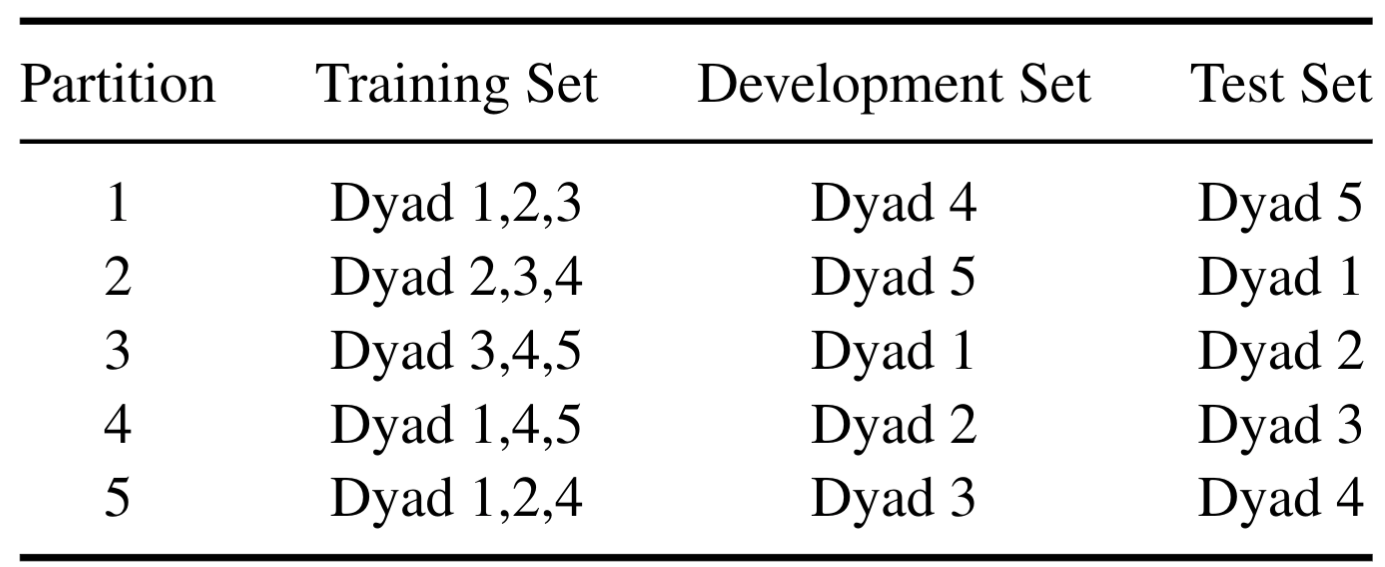 Partition Training Set Development Set Test Set
1 Dyad 1,2,3 Dyad 4 Dyad 5
2 Dyad 2,3,4 Dyad 5 Dyad 1
3 Dyad 3,4,5 Dyad 1 Dyad 2
4 Dyad 1,4,5 Dyad 2 Dyad 3
5 Dyad 1,2,4 Dyad 3 Dyad 4